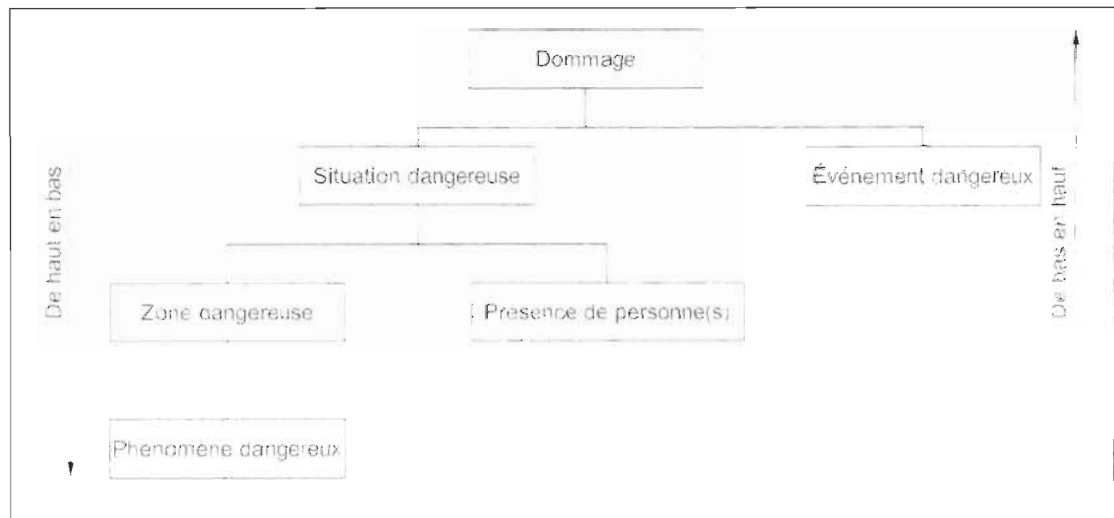 Dommage
Situation dangereuse
Événement dangereux
De haut en bas
De bas en haut
Zone dangereuse
Présence de personne(s)
Phénomène dangereux